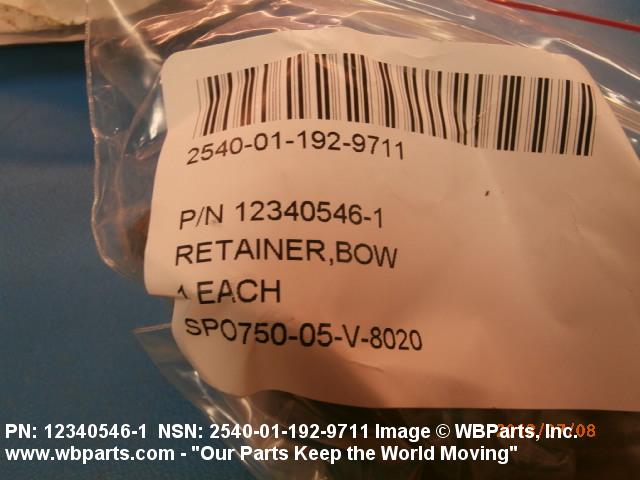 2540-01-192-9711
P/N 12340546-1
RETAINER,BOW
1 EACH
SPO750-05-V-8020
PN: 12340546-1 NSN: 2540-01-192-9711 Image © WBParts, Inc.
www.wbparts.com - "Our Parts Keep the World Moving"